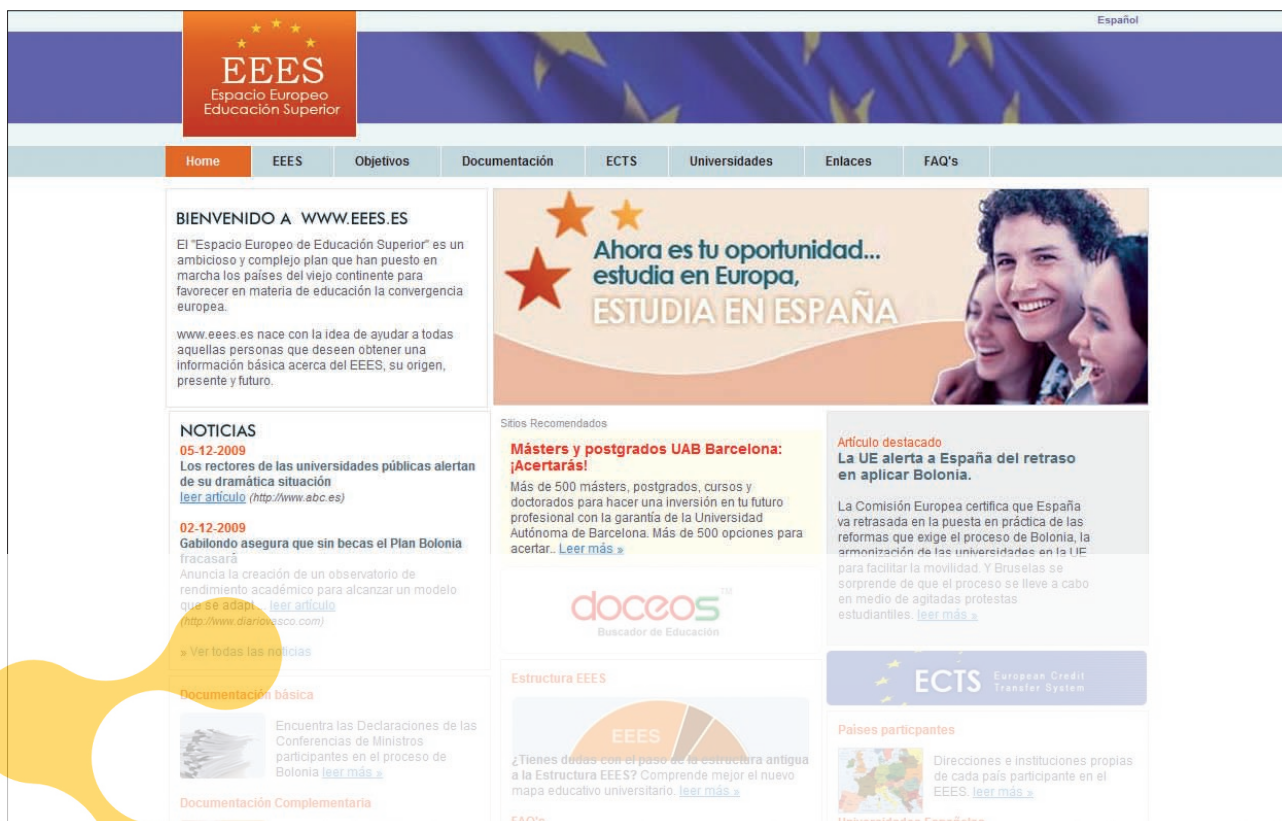 Español
EEES
Espacio Europeo
Educación Superior
Home
EEES
Objetivos
Documentación
ECTS
Universidades
Enlaces
FAQ's
BIENVENIDO A WWW.EEES.ES
El "Espacio Europeo de Educación Superior" es un
ambicioso y complejo plan que han puesto en
marcha los países del viejo continente para
favorecer en materia de educación la convergencia
europea.
www.eees.es nace con la idea de ayudar a todas
aquellas personas que deseen obtener una
información básica acerca del EEES, su origen,
presente y futuro.
Ahora es tu oportunidad...
estudia en Europa,
ESTUDIA EN ESPAÑA
NOTICIAS
05-12-2009
Los rectores de las universidades públicas alertan
de su dramática situación
leer artículo (http://www.abc.es)
02-12-2009
Gabilondo asegura que sin becas el Plan Bolonia
fracasará
Anuncia la creación de un observatorio de
rendimiento académico para alcanzar un modelo
que se adapt... leer artículo
(http://www.diariovasco.com)
» Ver todas las noticias
Documentación básica
Encuentra las Declaraciones de las
Conferencias de Ministros
participantes en el proceso de
Bolonia leer más »
Documentación Complementaria
Sitios Recomendados
Másters y postgrados UAB Barcelona:
¡Acertarás!
Más de 500 másters, postgrados, cursos y
doctorados para hacer una inversión en tu futuro
profesional con la garantía de la Universidad
Autónoma de Barcelona. Más de 500 opciones para
acertar.. Leer más »
doceos™
Buscador de Educación
Estructura EEES
EEES
¿Tienes dudas con el paso de la estructura antigua
a la Estructura EEES? Comprende mejor el nuevo
mapa educativo universitario. leer más »
FAQ's
Artículo destacado
La UE alerta a España del retraso
en aplicar Bolonia.
La Comisión Europea certifica que España
va retrasada en la puesta en práctica de las
reformas que exige el proceso de Bolonia, la
armonización de las universidades en la UE
para facilitar la movilidad. Y Bruselas se
sorprende de que el proceso se lleve a cabo
en medio de agitadas protestas
estudiantiles. leer más »
ECTS
European Credit
Transfer System
Paises particpantes
Direcciones e instituciones propias
de cada país participante en el
EEES. leer más »
Universidades Españolas